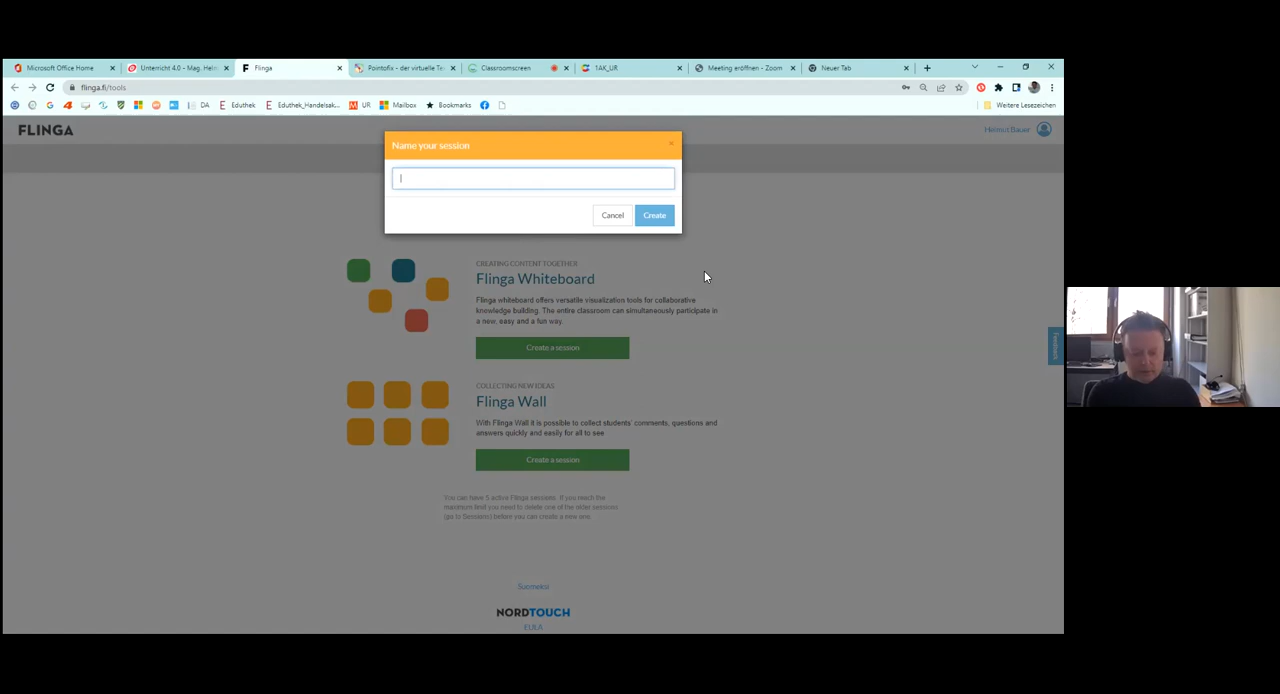 Microsoft Office Home
Unterricht 4.0 - Mag. Helm
Flinga
Pointofix - der virtuelle Te
Classroomscreen
1AK_UR
Meeting eröffnen - Zoom
Neuer Tab
flinga.fi/tools
DA
Eduthek
Eduthek_Handelsak...
UR
Mailbox
Bookmarks
Weitere Lesezeichen
FLINGA
Helmut Bauer
Name your session
Cancel
Create
CREATING CONTENT TOGETHER
Flinga Whiteboard
Flinga whiteboard offers versatile visualization tools for collaborative
knowledge building. The entire classroom can simultaneously participate in
a new, easy and a fun way.
Create a session
Feedback
COLLECTING NEW IDEAS
Flinga Wall
With Flinga Wall it is possible to collect students' comments, questions and
answers quickly and easily for all to see
Create a session
You can have 5 active Flinga sessions. If you reach the
maximum limit you need to delete one of the older sessions
(go to Sessions) before you can create a new one.
Suomeksi
NORDTOUCH
EULA